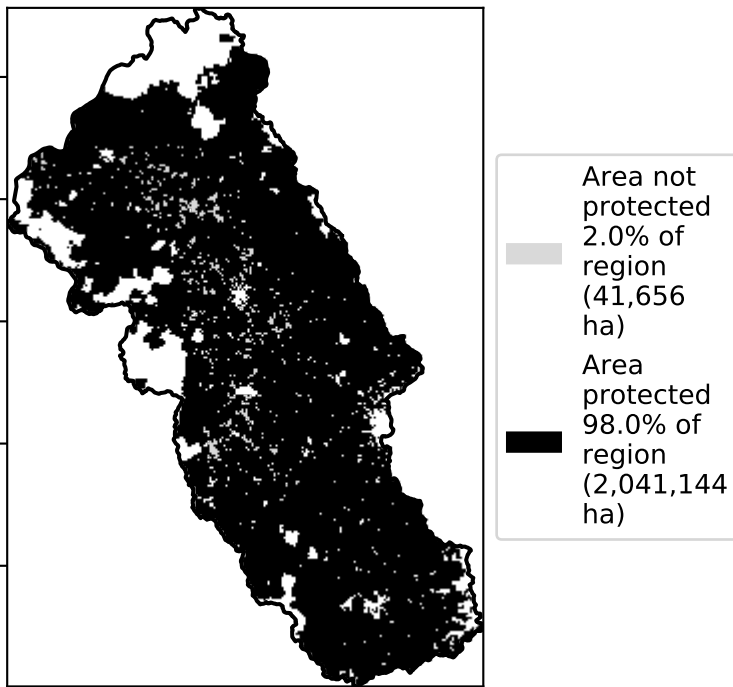 Area not
protected
2.0% of
region
(41,656
ha)
Area
protected
98.0% of
region
(2,041,144
ha)